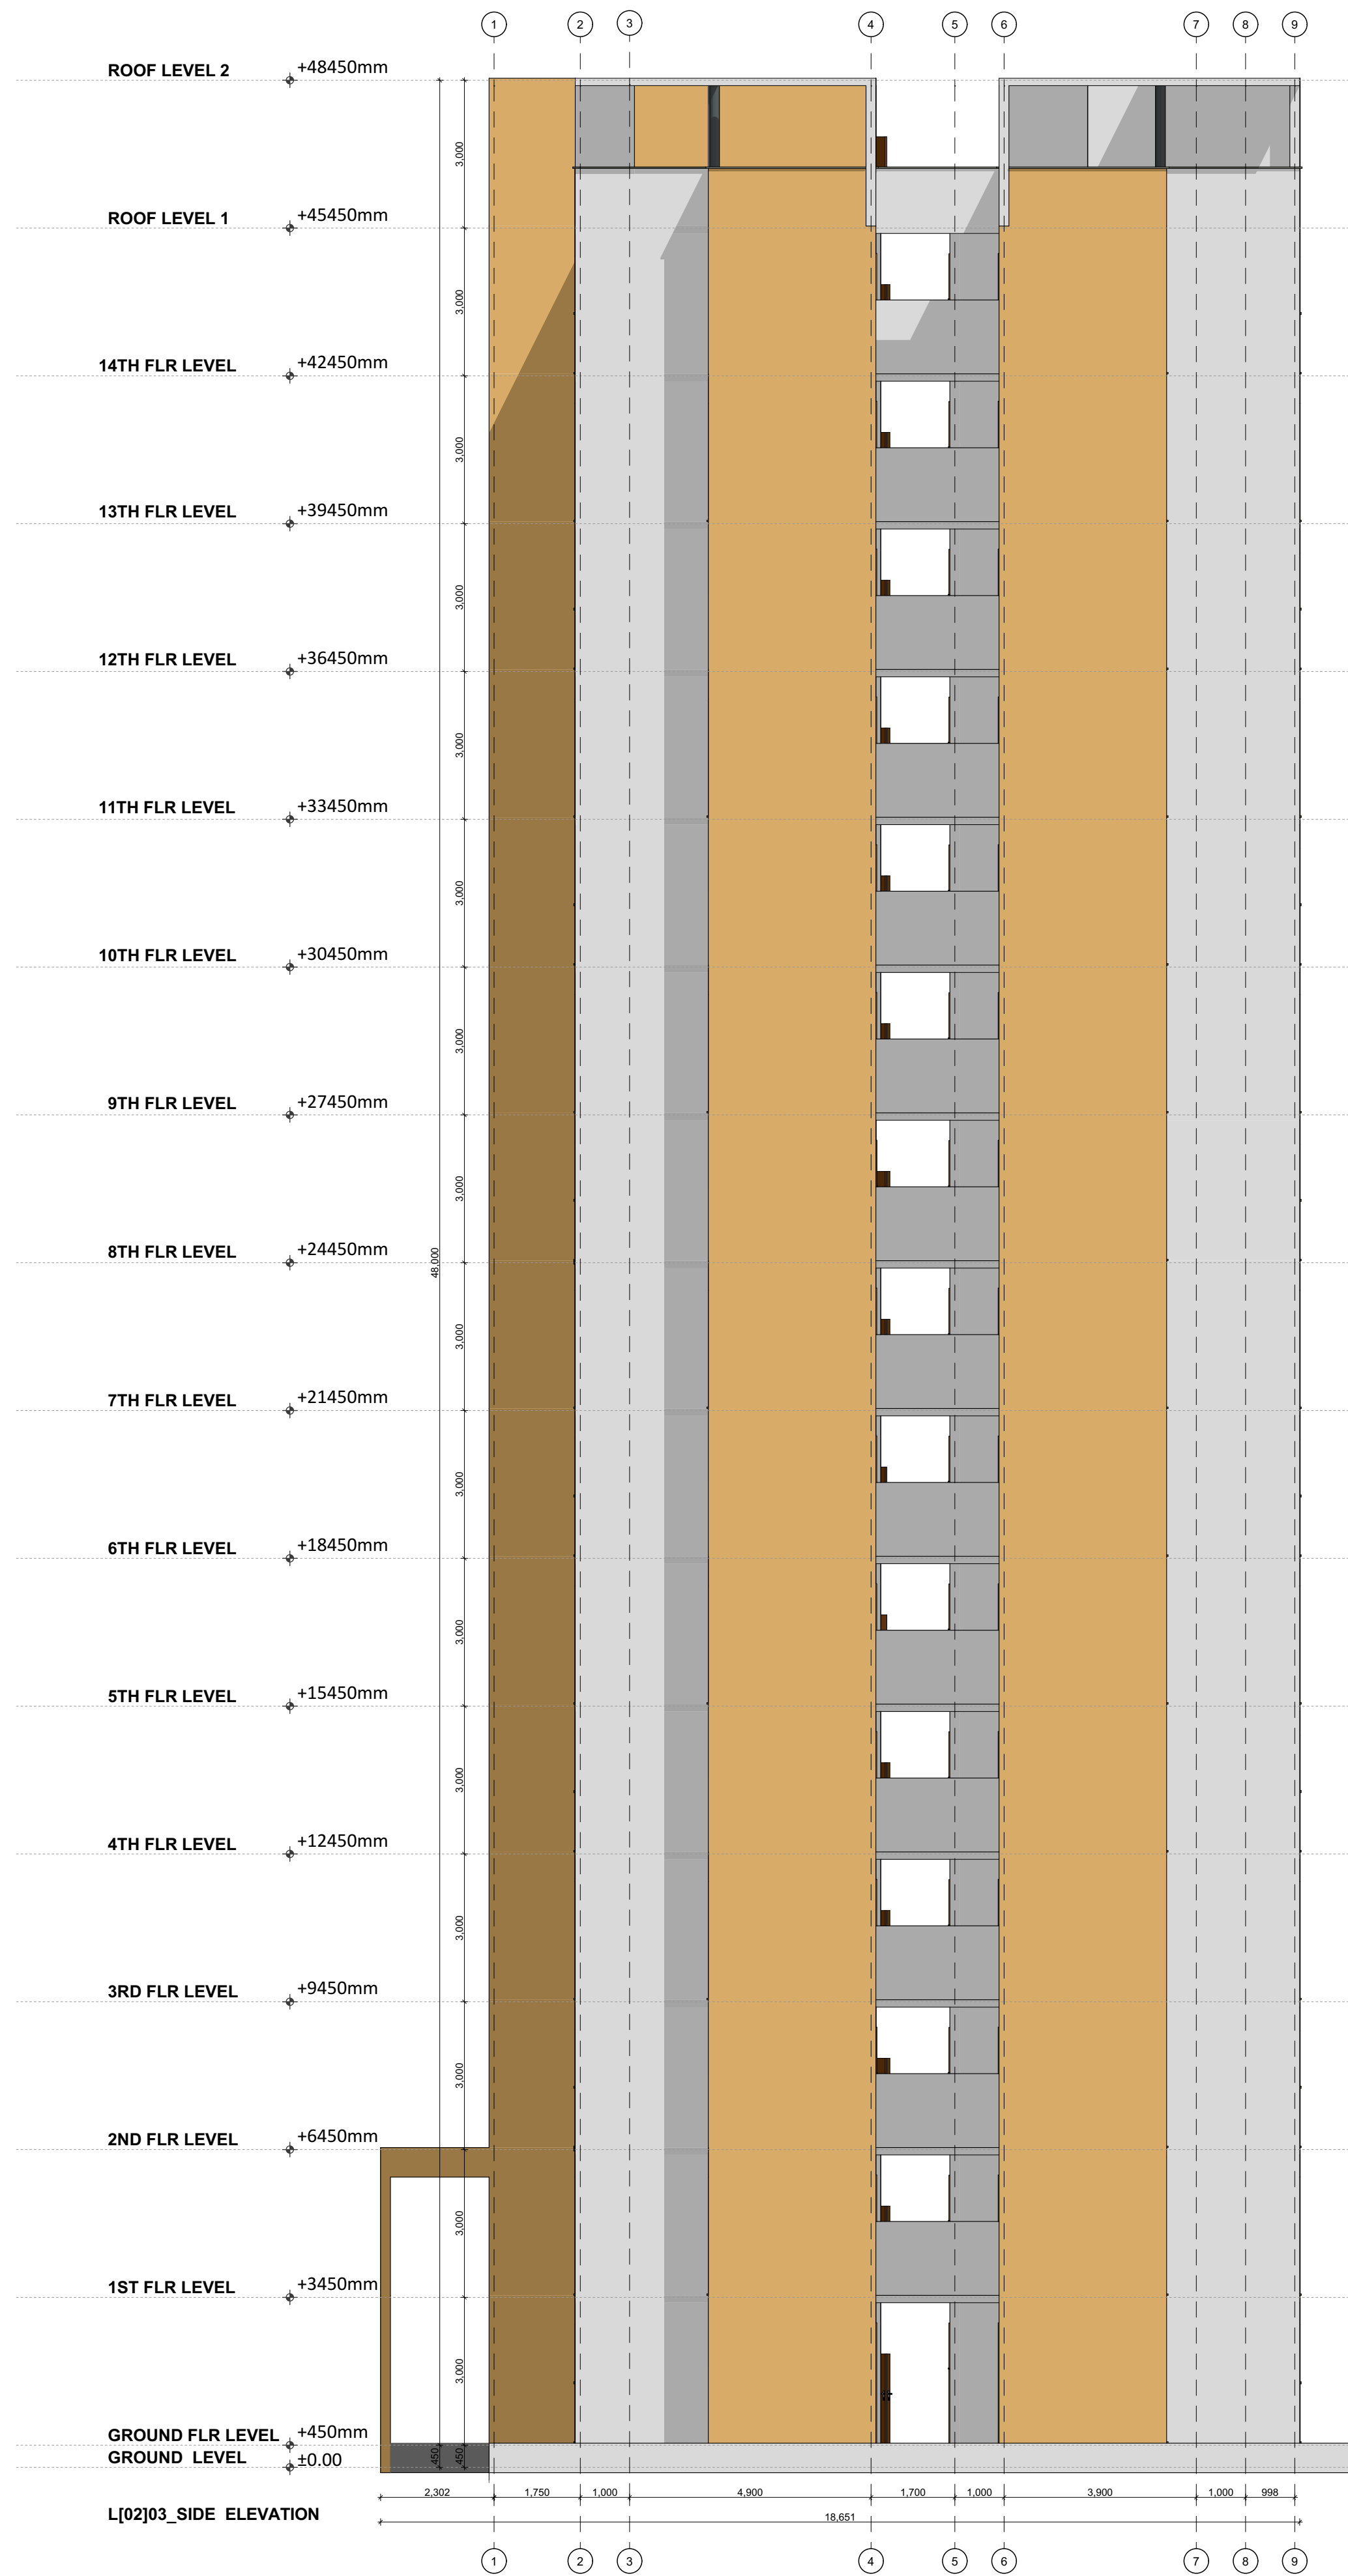 1 2 3 4 5 6 7 8 9
ROOF LEVEL 2 +48450mm
3,000
ROOF LEVEL 1 +45450mm
3,000
14TH FLR LEVEL +42450mm
3,000
13TH FLR LEVEL +39450mm
3,000
12TH FLR LEVEL +36450mm
3,000
11TH FLR LEVEL +33450mm
3,000
10TH FLR LEVEL +30450mm
3,000
9TH FLR LEVEL +27450mm
3,000
8TH FLR LEVEL +24450mm
48,000
3,000
7TH FLR LEVEL +21450mm
3,000
6TH FLR LEVEL +18450mm
3,000
5TH FLR LEVEL +15450mm
3,000
4TH FLR LEVEL +12450mm
3,000
3RD FLR LEVEL +9450mm
3,000
2ND FLR LEVEL +6450mm
3,000
1ST FLR LEVEL +3450mm
3,000
GROUND FLR LEVEL +450mm
GROUND LEVEL ±0.00
450 450
2,302 1,750 1,000 4,900 1,700 1,000 3,900 1,000 998
L[02]03_SIDE ELEVATION
18,651
1 2 3 4 5 6 7 8 9